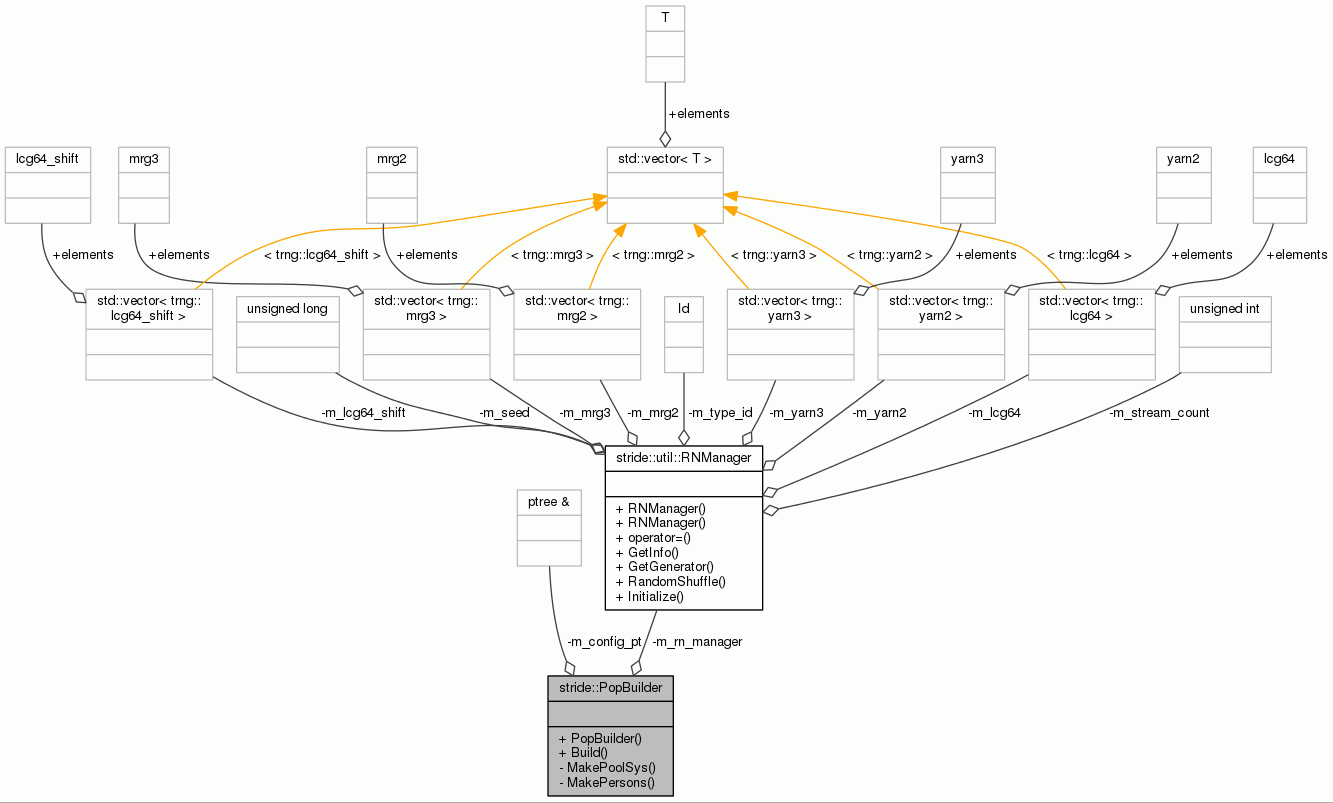 T
+elements
lcg64_shift
mrg3
mrg2
std::vector< T >
yarn3
yarn2
lcg64
+elements
+elements
+elements
< trng::lcg64_shift >
< trng::mrg3 >
< trng::mrg2 >
< trng::yarn3 >
< trng::yarn2 >
+elements
< trng::lcg64 >
+elements
+elements
std::vector< trng::
lcg64_shift >
unsigned long
std::vector< trng::
mrg3 >
std::vector< trng::
mrg2 >
Id
std::vector< trng::
yarn3 >
std::vector< trng::
yarn2 >
std::vector< trng::
lcg64 >
unsigned int
-m_lcg64_shift
-m_seed
-m_mrg3
-m_mrg2
-m_type_id
-m_yarn3
-m_yarn2
-m_lcg64
-m_stream_count
stride::util::RNManager
+ RNManager()
+ RNManager()
+ operator=()
+ GetInfo()
+ GetGenerator()
+ RandomShuffle()
+ Initialize()
ptree &
-m_config_pt
-m_rn_manager
stride::PopBuilder
+ PopBuilder()
+ Build()
- MakePoolSys()
- MakePersons()